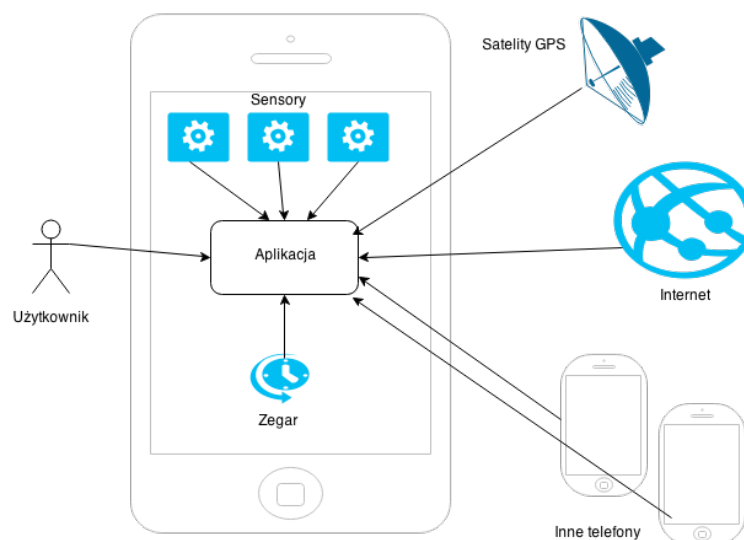 Satelity GPS
Sensory
Aplikacja
Użytkownik
Internet
Zegar
Inne telefony